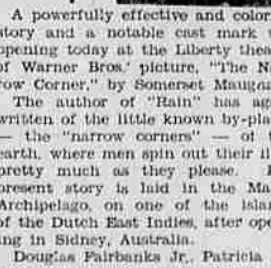 A powerfully effective and color
story and a notable cast mark
opening today at the Liberty thea
of Warner Bros.' picture, "The N
row Corner," by Somerset Maugh
The author of "Rain" has ag
written of the little known by-pla
— the "narrow corners" — of
earth, where men spin out their li
pretty much as they please.
present story is laid in the Ma
Archipelago, on one of the islan
of the Dutch East Indies, after ope
ing in Sidney, Australia.
Douglas Fairbanks Jr., Patricia